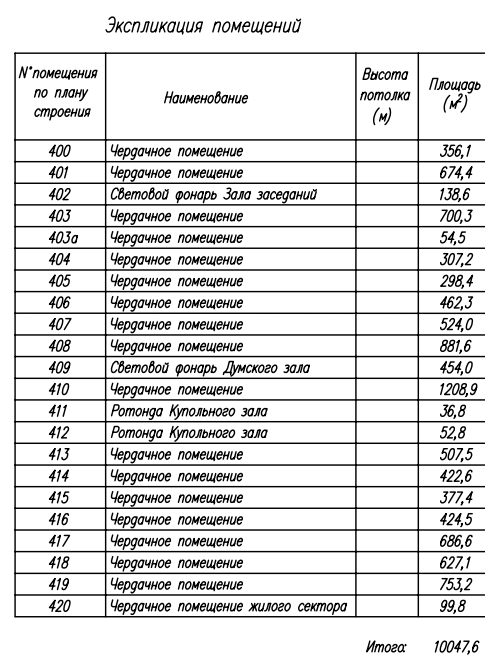 Экспликация помещений
N°помещения по плану строения Наименование Высота потолка (м) Площадь (м²)
400 Чердачное помещение 356,1
401 Чердачное помещение 674,4
402 Световой фонарь Зала заседаний 138,6
403 Чердачное помещение 700,3
403а Чердачное помещение 54,5
404 Чердачное помещение 307,2
405 Чердачное помещение 298,4
406 Чердачное помещение 462,3
407 Чердачное помещение 524,0
408 Чердачное помещение 881,6
409 Световой фонарь Думского зала 454,0
410 Чердачное помещение 1208,9
411 Ротонда Купольного зала 36,8
412 Ротонда Купольного зала 52,8
413 Чердачное помещение 507,5
414 Чердачное помещение 422,6
415 Чердачное помещение 377,4
416 Чердачное помещение 424,5
417 Чердачное помещение 686,6
418 Чердачное помещение 627,1
419 Чердачное помещение 753,2
420 Чердачное помещение жилого сектора 99,8
Итого: 10047,6